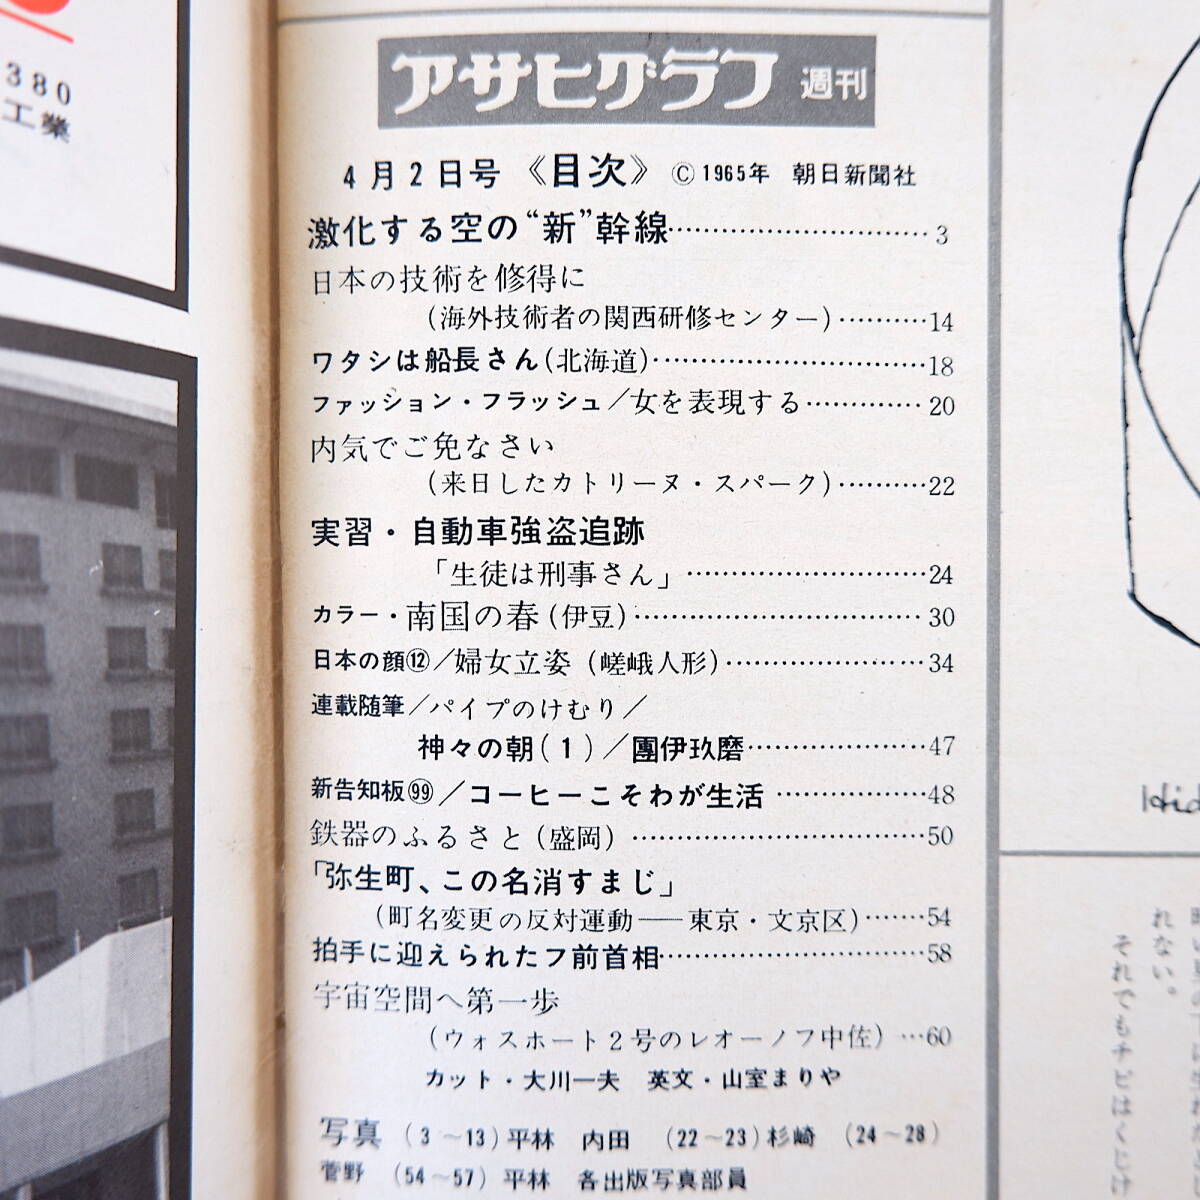 380
工業
アサヒグラフ 週刊
4月2日号 《目次》 Ⓒ 1965年 朝日新聞社
激化する空の“新”幹線…………………………3
日本の技術を修得に
(海外技術者の関西研修センター)………14
ワタシは船長さん(北海道)………………………18
ファッション・フラッシュ／女を表現する…………20
内気でご免なさい
(来日したカトリーヌ・スパーク)………22
実習・自動車強盗追跡
「生徒は刑事さん」……………………24
カラー・南国の春(伊豆)…………………………30
日本の顔⑫／婦女立姿(嵯峨人形)…………………34
連載随筆／パイプのけむり／
神々の朝(1)／團伊玖磨………………47
新告知板㊾／コーヒーこそわが生活……………48
鉄器のふるさと(盛岡)…………………………50
「弥生町、この名消すまじ」
(町名変更の反対運動――東京・文京区)……54
拍手に迎えられたフ前首相………………………58
宇宙空間へ第一歩
(ウォスホート2号のレオーノフ中佐)…60
カット・大川一夫 英文・山室まりや
写真 (3～13)平林 内田 (22～23)杉崎 (24～28)
菅野 (54～57)平林 各出版写真部員
Hid
れない。
それでもチビは